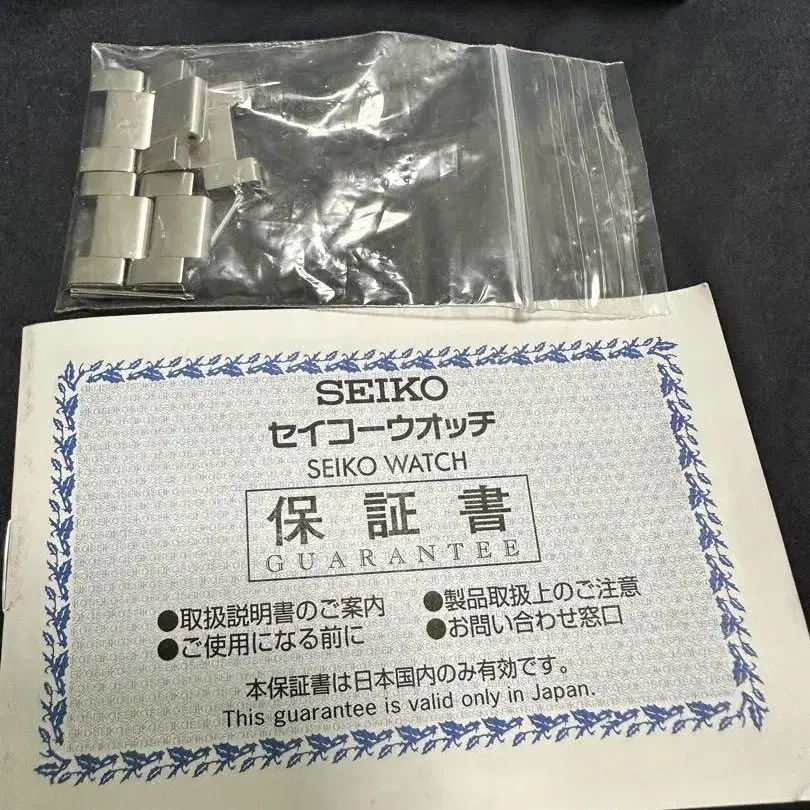 SEIKO
セイコーウオッチ
SEIKO WATCH
保証書
GUARANTEE
●取扱説明書のご案内
●ご使用になる前に
●製品取扱上のご注意
●お問い合わせ窓口
本保証書は日本国内のみ有効です。
This guarantee is valid only in Japan.